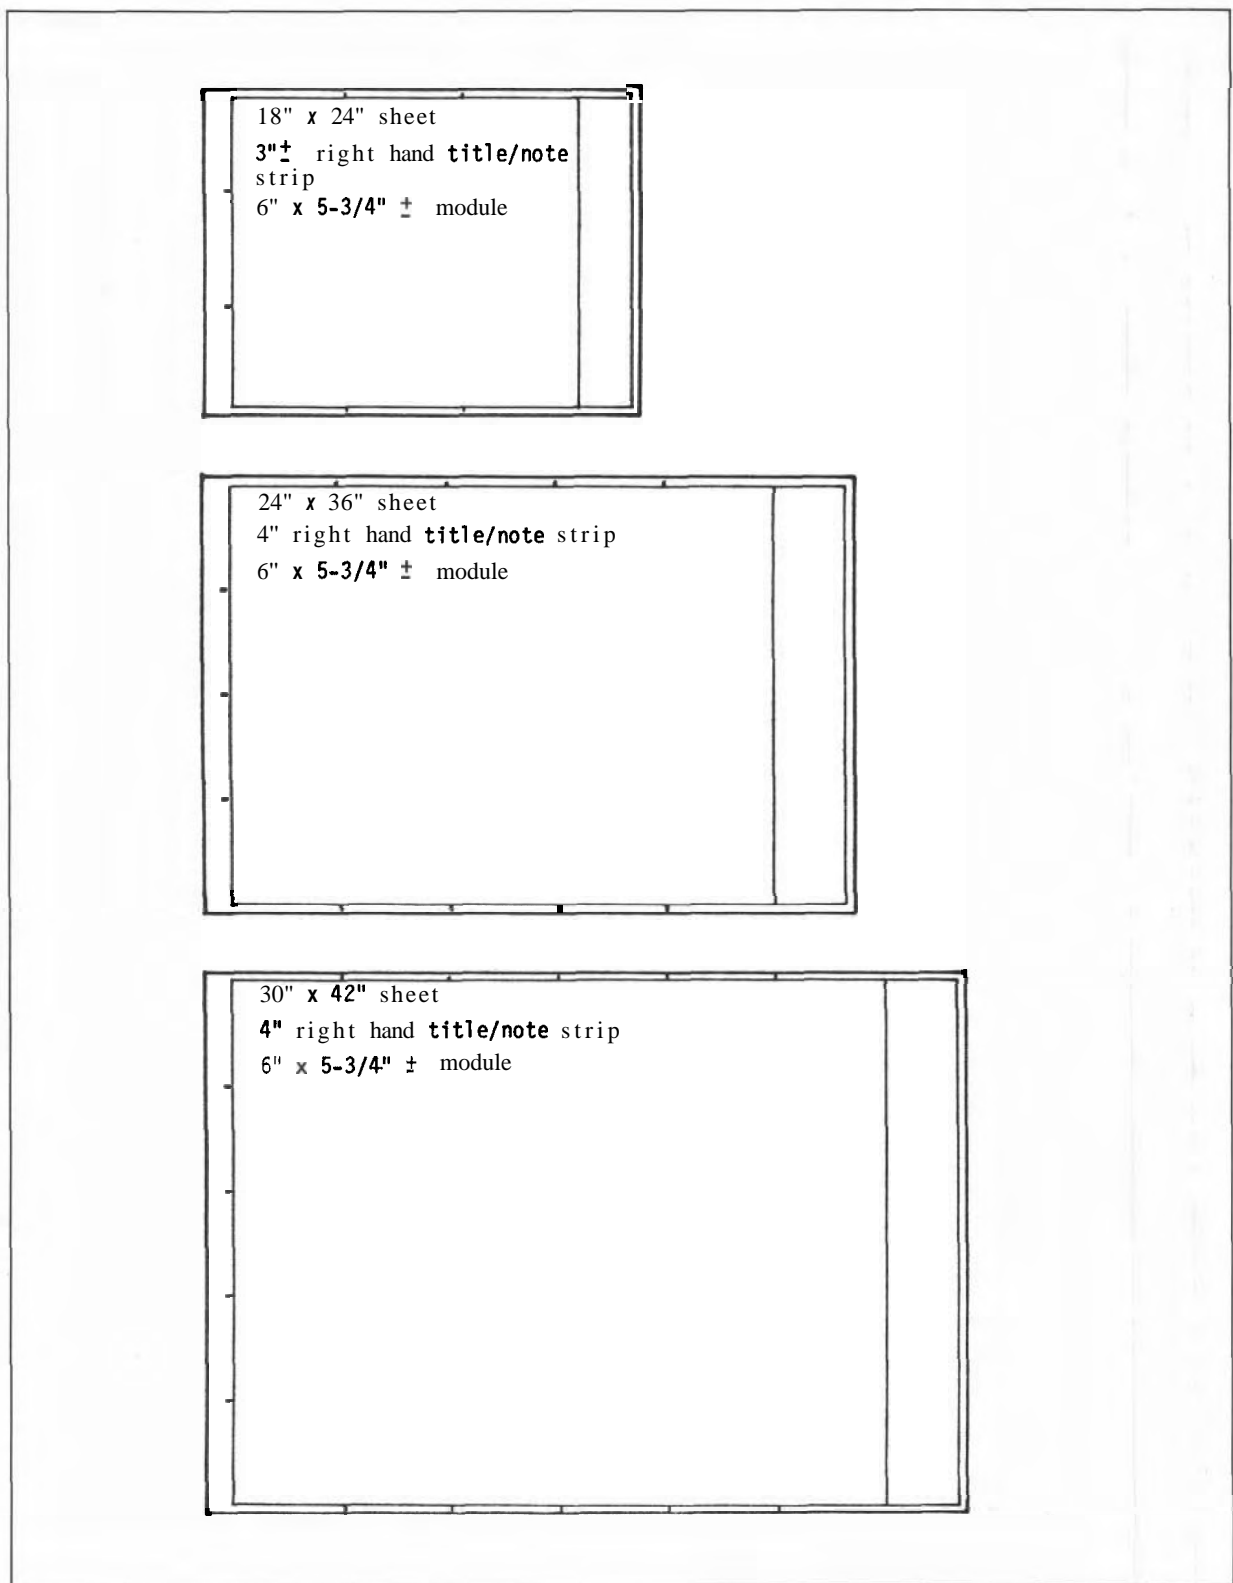 18" x 24" sheet
3"± right hand title/note
strip
6" x 5-3/4" ± module
24" x 36" sheet
4" right hand title/note strip
6" x 5-3/4" ± module
30" x 42" sheet
4" right hand title/note strip
6" x 5-3/4" ± module